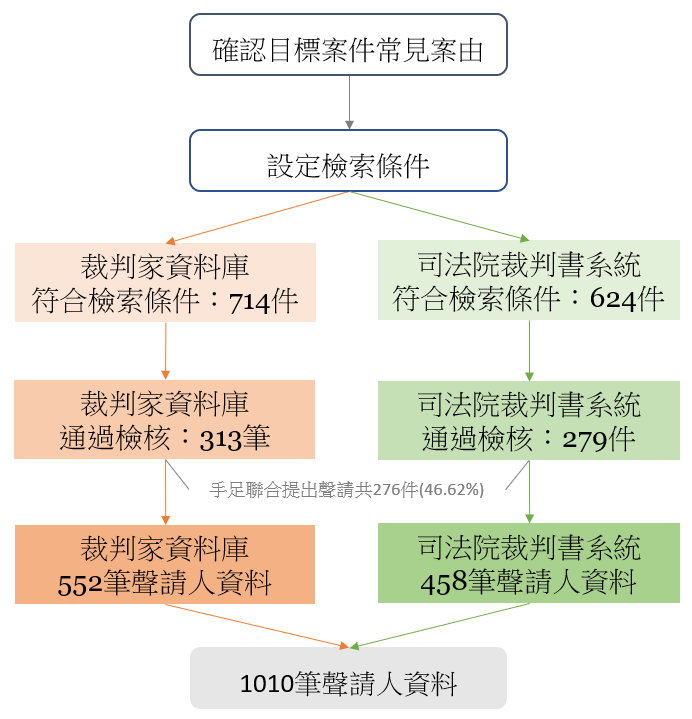 確認目標案件常見案由
設定檢索條件
裁判家資料庫
符合檢索條件：714件
司法院裁判書系統
符合檢索條件：624件
裁判家資料庫
通過檢核：313筆
司法院裁判書系統
通過檢核：279件
手足聯合提出聲請共276件(46.62%)
裁判家資料庫
552筆聲請人資料
司法院裁判書系統
458筆聲請人資料
1010筆聲請人資料